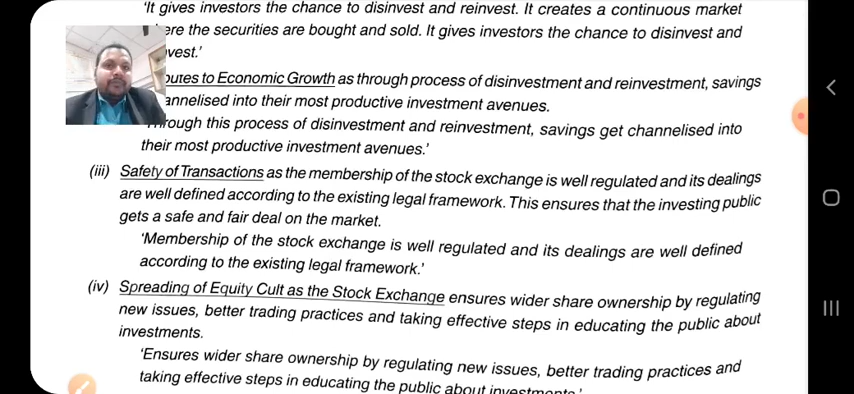 'It gives investors the chance to disinvest and reinvest. It creates a continuous market
ere the securities are bought and sold. It gives investors the chance to disinvest and
vest.'
butes to Economic Growth as through process of disinvestment and reinvestment, savings
annelised into their most productive investment avenues.
'Through this process of disinvestment and reinvestment, savings get channelised into
their most productive investment avenues.'
(iii) Safety of Transactions as the membership of the stock exchange is well regulated and its dealings
are well defined according to the existing legal framework. This ensures that the investing public
gets a safe and fair deal on the market.
'Membership of the stock exchange is well regulated and its dealings are well defined
according to the existing legal framework.'
(iv) Spreading of Equity Cult as the Stock Exchange ensures wider share ownership by regulating
new issues, better trading practices and taking effective steps in educating the public about
investments.
'Ensures wider share ownership by regulating new issues, better trading practices and
taking effective steps in educating the public about investments.'